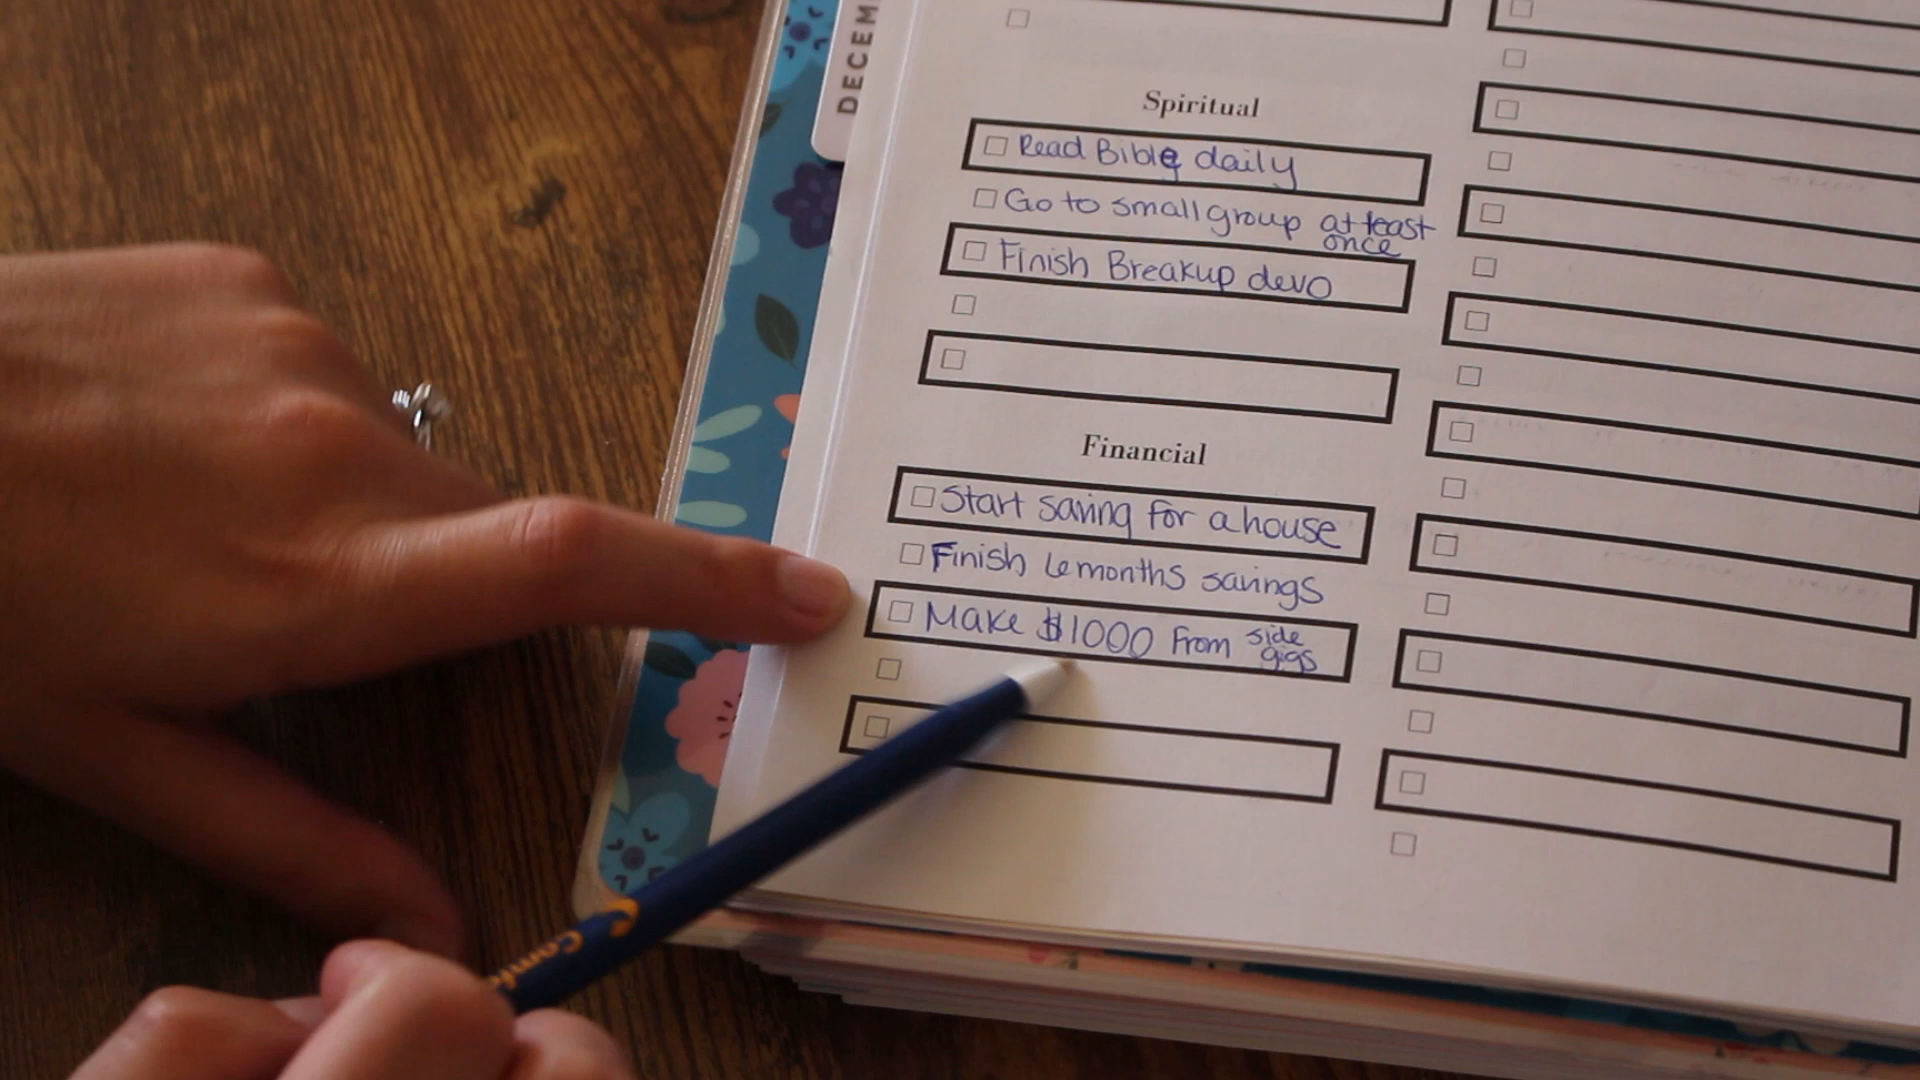 DECEM
Spiritual
Read Bible daily
Go to small group at least
once
Finish Breakup devo
Financial
Start saving for a house
Finish 6 months savings
Make $1000 From side
gigs
Comf